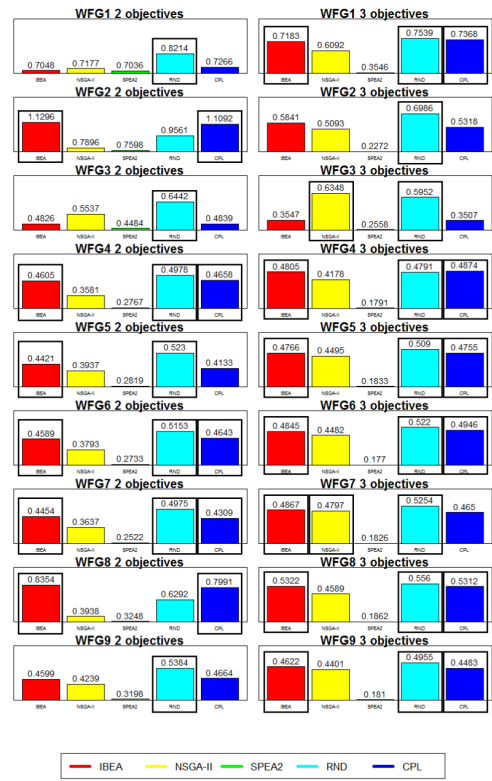 WFG1 2 objectives
0.7048 0.7177 0.7036 0.8214 0.7266
IBEA NSGA-II SPEA2 RND CPL
WFG1 3 objectives
0.7183 0.6092 0.3546 0.7539 0.7368
IBEA NSGA-II SPEA2 RND CPL
WFG2 2 objectives
1.1296 0.7896 0.7598 0.9561 1.1092
IBEA NSGA-II SPEA2 RND CPL
WFG2 3 objectives
0.5841 0.5093 0.2272 0.6986 0.5318
IBEA NSGA-II SPEA2 RND CPL
WFG3 2 objectives
0.4826 0.5537 0.4484 0.6442 0.4839
IBEA NSGA-II SPEA2 RND CPL
WFG3 3 objectives
0.3547 0.6348 0.2558 0.5952 0.3507
IBEA NSGA-II SPEA2 RND CPL
WFG4 2 objectives
0.4605 0.3581 0.2767 0.4978 0.4658
IBEA NSGA-II SPEA2 RND CPL
WFG4 3 objectives
0.4805 0.4178 0.1791 0.4791 0.4874
IBEA NSGA-II SPEA2 RND CPL
WFG5 2 objectives
0.4421 0.3937 0.2819 0.523 0.4133
IBEA NSGA-II SPEA2 RND CPL
WFG5 3 objectives
0.4766 0.4495 0.1833 0.509 0.4755
IBEA NSGA-II SPEA2 RND CPL
WFG6 2 objectives
0.4589 0.3793 0.2733 0.5153 0.4643
IBEA NSGA-II SPEA2 RND CPL
WFG6 3 objectives
0.4845 0.4482 0.177 0.522 0.4946
IBEA NSGA-II SPEA2 RND CPL
WFG7 2 objectives
0.4454 0.3637 0.2522 0.4975 0.4309
IBEA NSGA-II SPEA2 RND CPL
WFG7 3 objectives
0.4867 0.4797 0.1826 0.5254 0.465
IBEA NSGA-II SPEA2 RND CPL
WFG8 2 objectives
0.8354 0.3938 0.3248 0.6292 0.7991
IBEA NSGA-II SPEA2 RND CPL
WFG8 3 objectives
0.5322 0.4589 0.1862 0.556 0.5312
IBEA NSGA-II SPEA2 RND CPL
WFG9 2 objectives
0.4599 0.4239 0.3198 0.5384 0.4664
IBEA NSGA-II SPEA2 RND CPL
WFG9 3 objectives
0.4622 0.4401 0.181 0.4955 0.4483
IBEA NSGA-II SPEA2 RND CPL
IBEA NSGA-II SPEA2 RND CPL